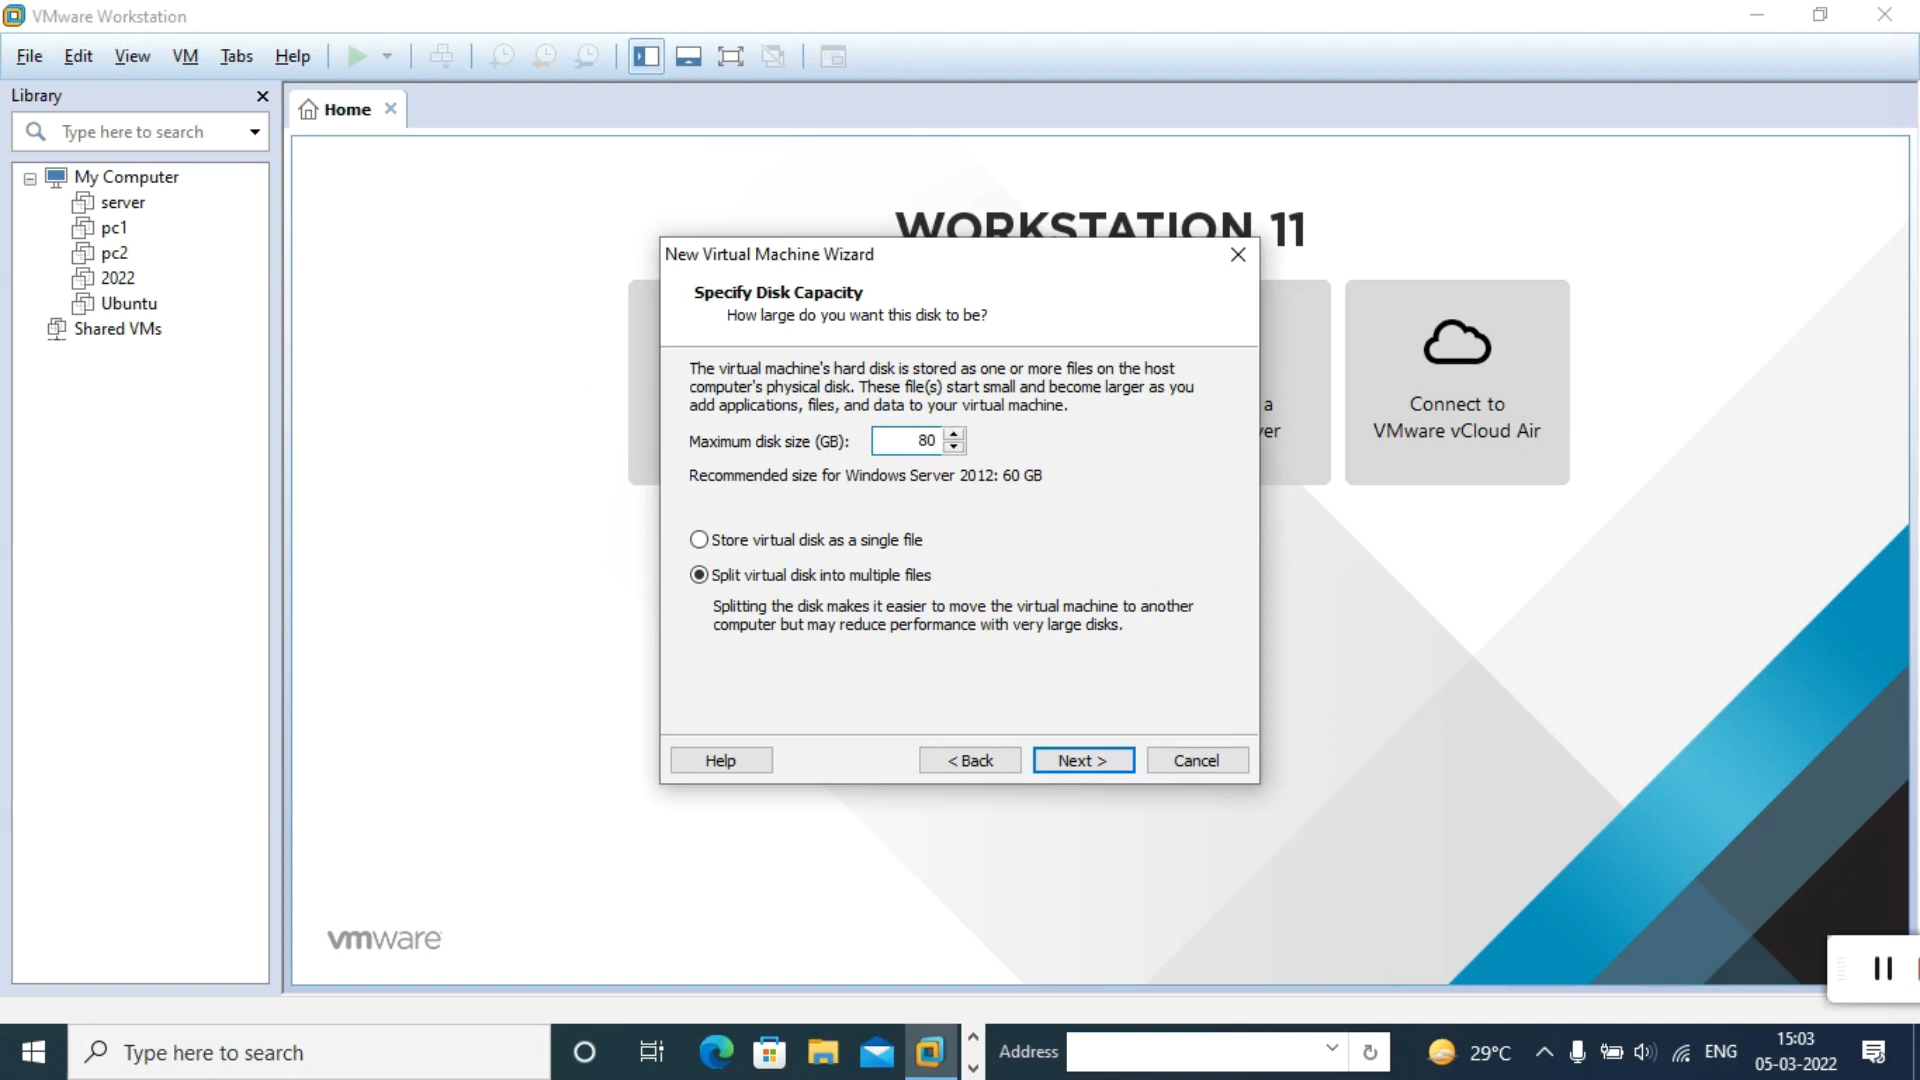 VMware Workstation
File Edit View VM Tabs Help
Library
Type here to search
My Computer
server
pc1
pc2
2022
Ubuntu
Shared VMs
Home
WORKSTATION 11
New Virtual Machine Wizard
Specify Disk Capacity
How large do you want this disk to be?
The virtual machine's hard disk is stored as one or more files on the host
computer's physical disk. These file(s) start small and become larger as you
add applications, files, and data to your virtual machine.
Maximum disk size (GB): 80
Recommended size for Windows Server 2012: 60 GB
Store virtual disk as a single file
Split virtual disk into multiple files
Splitting the disk makes it easier to move the virtual machine to another
computer but may reduce performance with very large disks.
Help < Back Next > Cancel
a
Connect to
VMware vCloud Air
vmware
Type here to search
Address
29°C
ENG
15:03
05-03-2022